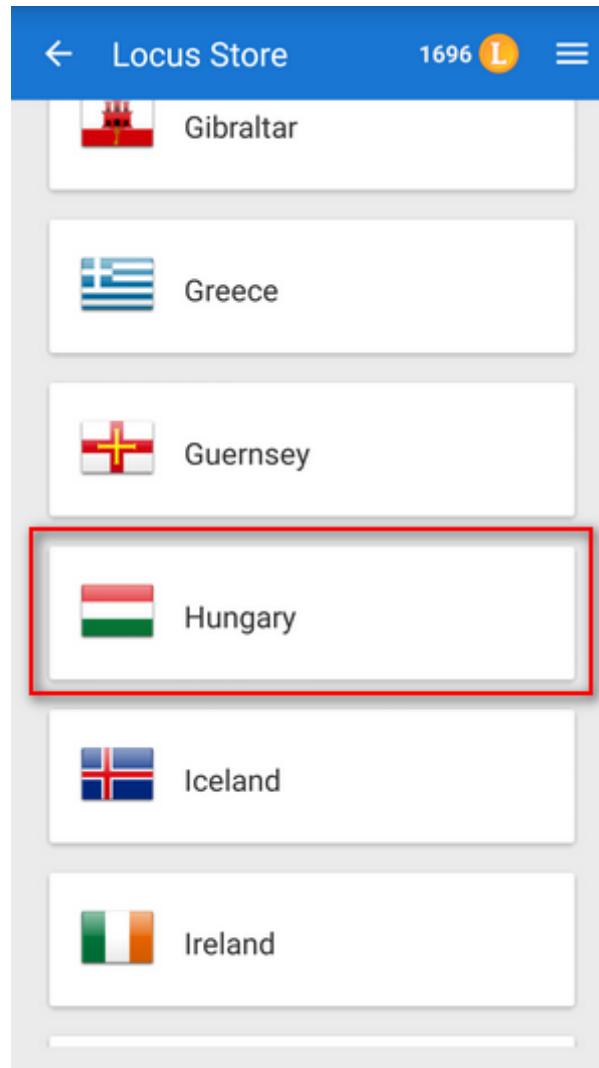 Locus Store 1696 L
Gibraltar
Greece
Guernsey
Hungary
Iceland
Ireland